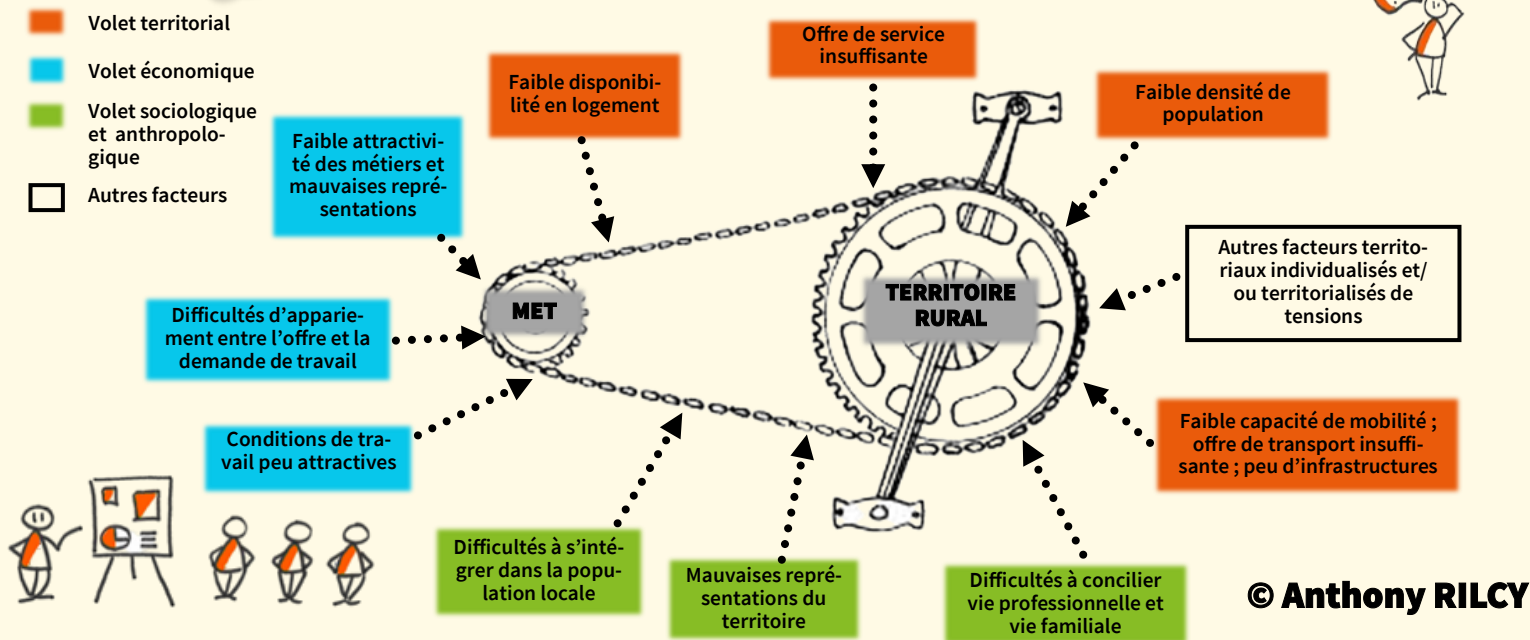 Volet territorial
Volet économique
Volet sociologique
et anthropolo-
gique
Autres facteurs
Faible attractivi-
té des métiers et
mauvaises repré-
sentations
Faible disponibi-
lité en logement
Offre de service
insuffisante
Faible densité de
population
Autres facteurs territo-
riaux individualisés et/
ou territorialisés de
tensions
MET
TERRITOIRE
RURAL
Difficultés d’apparie-
ment entre l’offre et la
demande de travail
Conditions de tra-
vail peu attractives
Faible capacité de mobilité ;
offre de transport insuffi-
sante ; peu d’infrastructures
Difficultés à s’inté-
grer dans la popu-
lation locale
Mauvaises repré-
sentations du
territoire
Difficultés à concilier
vie professionnelle et
vie familiale
© Anthony RILCY